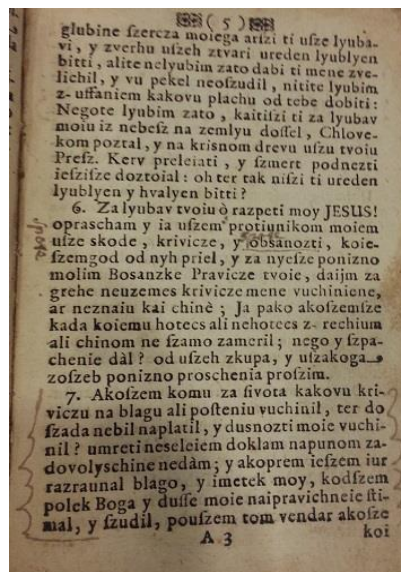 ( 5 )
glubine ſzercza moiega arſzi ti uſze lyuba-
vi, y zverhu uſzeh ztvari ureden lyublyen
bitti, alite nelyubim zato dabi ti mene zve-
lichil, y vu pekel neoſzudil, nitite lyubim
z-uffaniem kakovu plachu od tebe dobiti:
Negote lyubim zato, kaitiſzi ti za lyubav
moiu iz nebeſz na zemlyu doſſel, Chlove-
kom poztal, y na krisnom drevu uſzu tvoiu
Preſz. Kerv preleiati, y ſzmert podnezti
ieſziſze doztoial: oh ter tak niſzi ti ureden
lyublyen y hvalyen bitti?
6. Za lyubav tvoiu ò razpeti moy JESUS!
oprascham y ia uſzem protiunikom moiem
uſze skode, krivicze, y obsanozti, koie-
ſzemgod od nyh priel, y za nyeſze ponizno
molim Bosanzke Pravicze tvoie, daijm za
grehe neuzemes krivicze mene vuchiniene,
ar neznaiu kai chinè; Ja pako akoſzemſze
kada koiemu hotecs ali nehotecs z-rechium
ali chinom ne ſzamo zameril; nego y ſzpa-
chenie dàl? od uſzeh zkupa, y uſzakoga
zoſzeb ponizno proschenia proſzim.
7. Akoſzem komu za ſivota kakovu kri-
viczu na blagu ali poſteniu vuchinil, ter do
ſzada nebil naplatil, y dusnozti moie vuchi-
nil? umreti neseleiem doklam napunom za-
dovolyschine nedàm; y akoprem ieſzem iur
razraunal blago, y imetek moy, kodſzem
polek Boga y duſſe moie naipravichneie ſti-
mal, y ſzudil, pouſzem tom vendar akoſze
A 3
koi